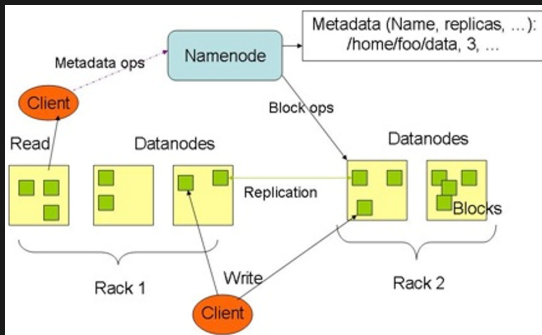 Metadata (Name, replicas, ...):
/home/foo/data, 3, ...
Namenode
Metadata ops
Client
Block ops
Read
Datanodes
Datanodes
Replication
Blocks
Rack 1
Write
Rack 2
Client